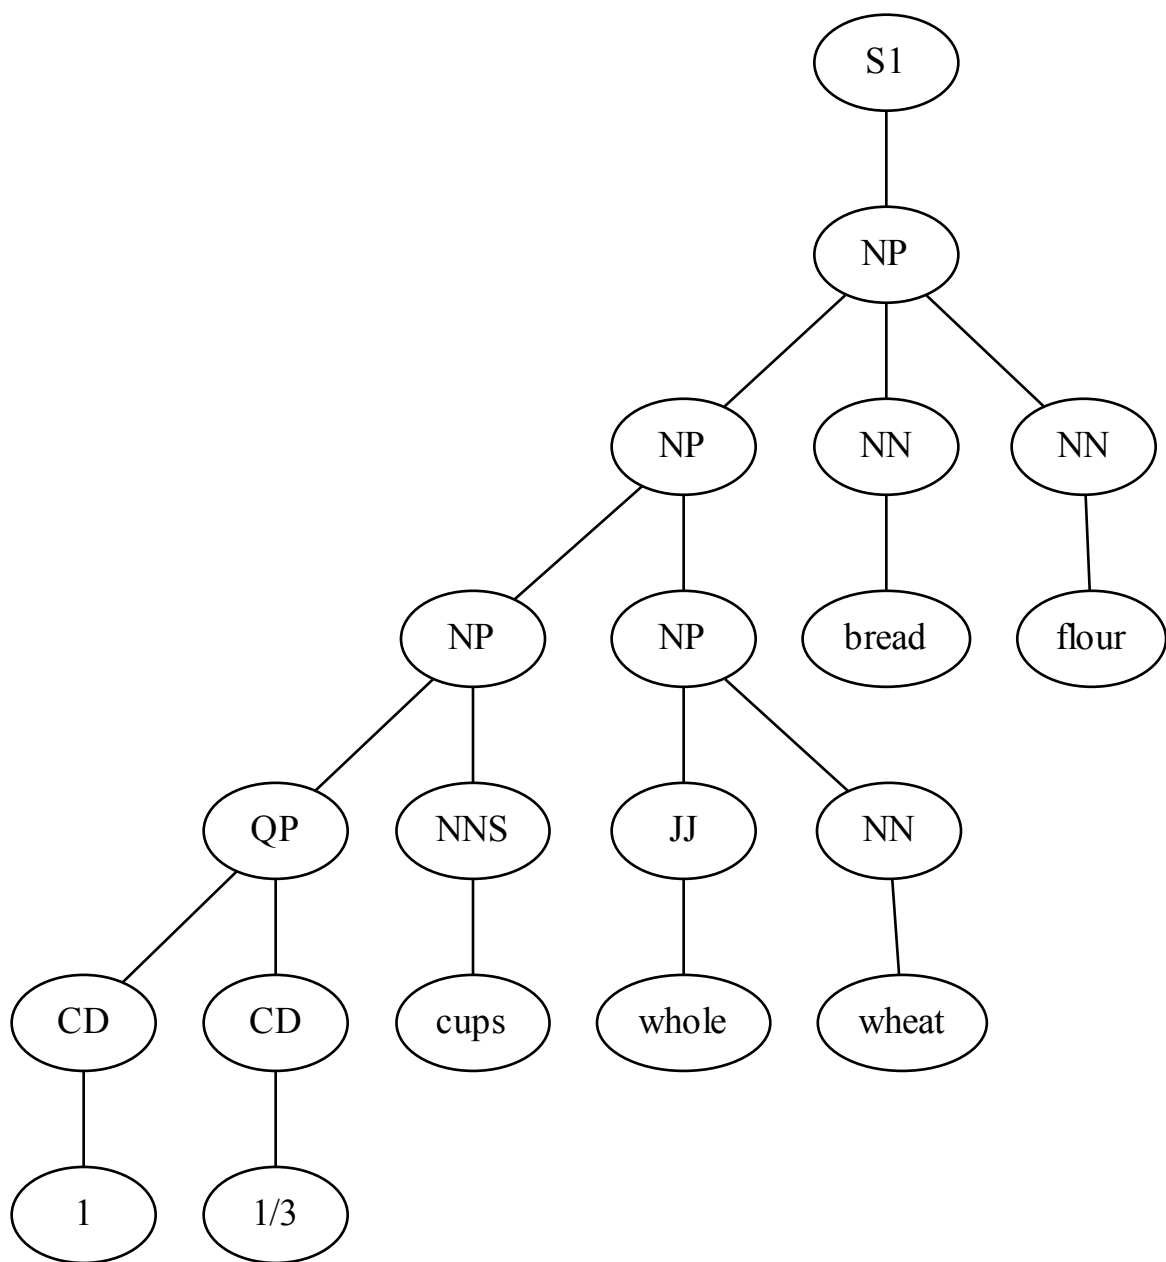 S1
NP
NP NN NN
NP NP bread flour
QP NNS JJ NN
CD CD cups whole wheat
1 1/3